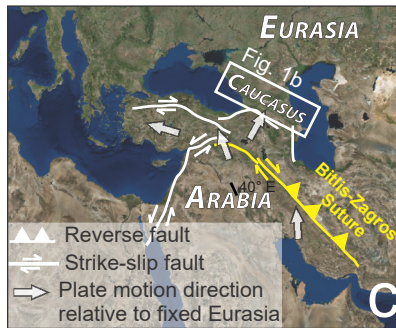 EURASIA
Fig. 1b
CAUCASUS
ARABIA
40° E
Bitlis-Zagros
Suture
Reverse fault
Strike-slip fault
Plate motion direction
relative to fixed Eurasia
C